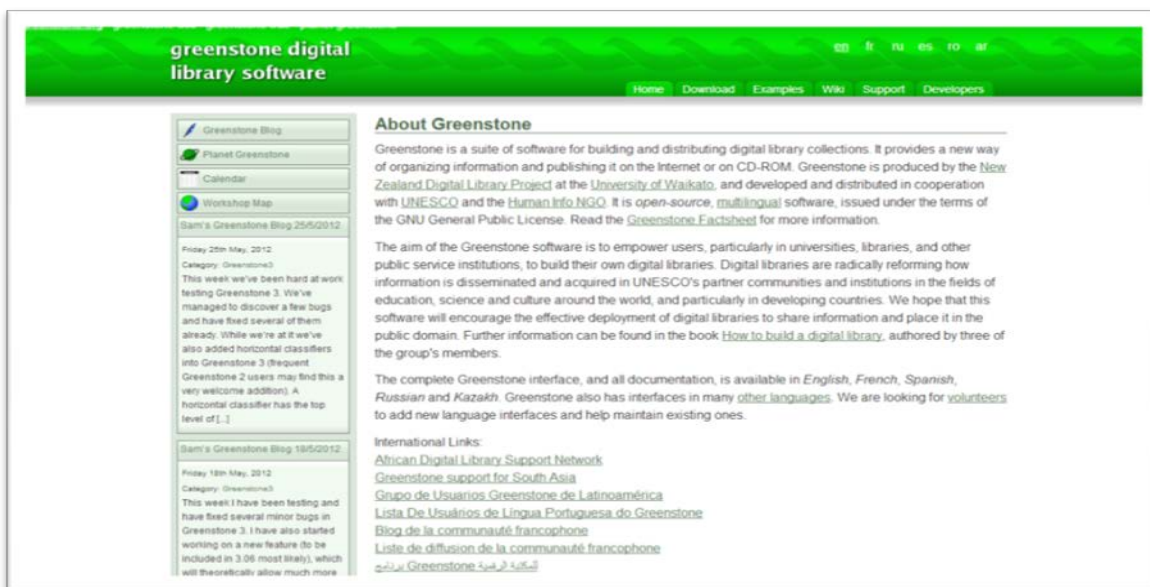 greenstone digital
library software
en fr ru es ro ar
Home Download Examples Wiki Support Developers
Greenstone Blog
Planet Greenstone
Calendar
Workshop Map
Sam's Greenstone Blog 25/5/2012
Friday 25th May, 2012
Category: Greenstone3
This week we've been hard at work
testing Greenstone 3. We've
managed to discover a few bugs
and have fixed several of them
already. While we're at it we've
also added horizontal classifiers
into Greenstone 3 (frequent
Greenstone 2 users may find this a
very welcome addition). A
horizontal classifier has the top
level of [...]
Sam's Greenstone Blog 18/5/2012
Friday 18th May, 2012
Category: Greenstone3
This week I have been testing and
have fixed several minor bugs in
Greenstone 3. I have also started
working on a new feature (to be
included in 3.06 most likely), which
will theoretically allow much more
About Greenstone
Greenstone is a suite of software for building and distributing digital library collections. It provides a new way
of organizing information and publishing it on the Internet or on CD-ROM. Greenstone is produced by the New
Zealand Digital Library Project at the University of Waikato, and developed and distributed in cooperation
with UNESCO and the Human Info NGO. It is open-source, multilingual software, issued under the terms of
the GNU General Public License. Read the Greenstone Factsheet for more information.
The aim of the Greenstone software is to empower users, particularly in universities, libraries, and other
public service institutions, to build their own digital libraries. Digital libraries are radically reforming how
information is disseminated and acquired in UNESCO's partner communities and institutions in the fields of
education, science and culture around the world, and particularly in developing countries. We hope that this
software will encourage the effective deployment of digital libraries to share information and place it in the
public domain. Further information can be found in the book How to build a digital library, authored by three of
the group's members.
The complete Greenstone interface, and all documentation, is available in English, French, Spanish,
Russian and Kazakh. Greenstone also has interfaces in many other languages. We are looking for volunteers
to add new language interfaces and help maintain existing ones.
International Links:
African Digital Library Support Network
Greenstone support for South Asia
Grupo de Usuarios Greenstone de Latinoamérica
Lista De Usuários de Língua Portuguesa do Greenstone
Blog de la communauté francophone
Liste de diffusion de la communauté francophone
برنامج Greenstone للمكتبة الرقمية